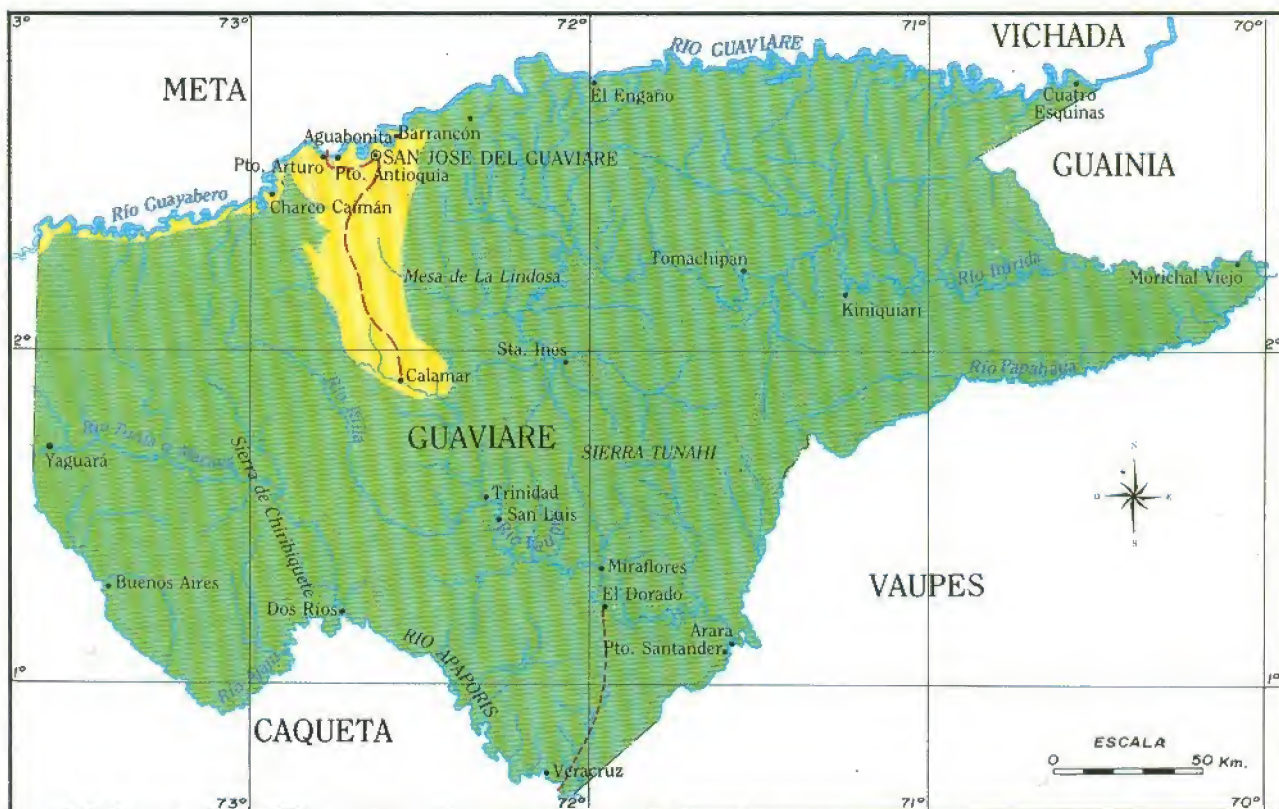 3° 73° 72° 71° 70°
VICHADA
RIO GUAVIARE
META
El Engaño
Cuatro
Esquinas
Aguabonita Barrancón
SAN JOSE DEL GUAVIARE
Pto. Arturo Pto. Antioquia
GUAINIA
Río Guayabero
Charco Caimán
Mesa de La Lindosa
Tomachipan
Río Inirida
Morichal Viejo
Kiniquiari
2° 2°
Sta. Inés
Calamar
Río Papunaua
GUAVIARE
SIERRA TUNAHI
Yaguará
Sierra de Chiribiquete
Trinidad
San Luis
N
O E
S
Buenos Aires
Miraflores
El Dorado
VAUPES
Dos Ríos
RIO APAPORIS
Arara
Pto. Santander
1° 1°
Río Ajaju
CAQUETA
ESCALA
0 50 Km.
Veracruz
73° 72° 71° 70°